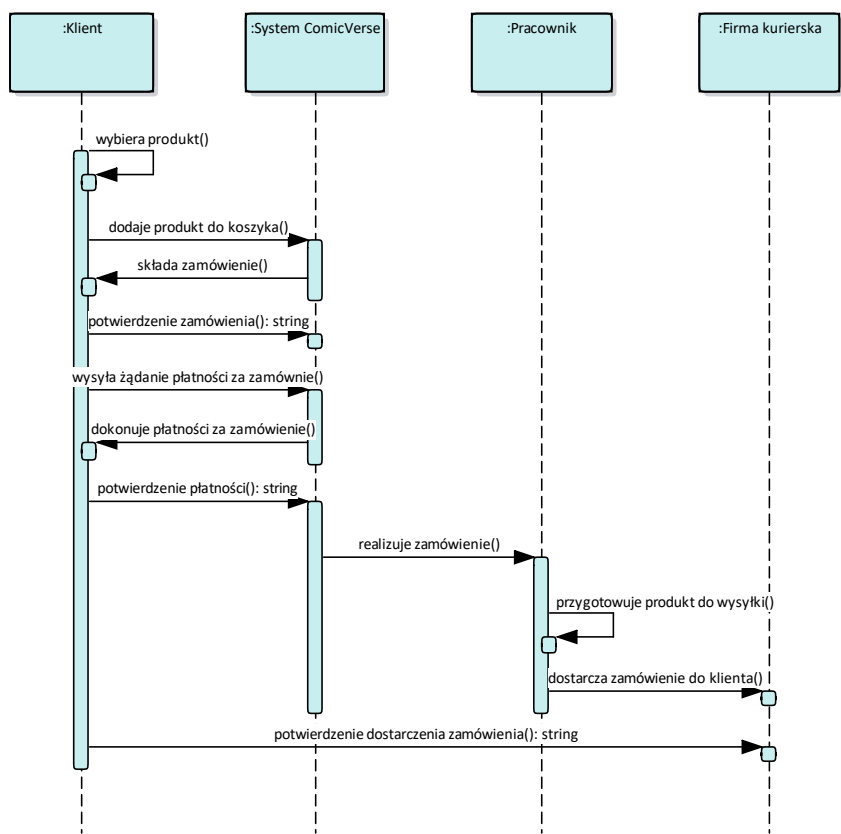 :Klient
:System ComicVerse
:Pracownik
:Firma kurierska
wybiera produkt()
dodaje produkt do koszyka()
składa zamówienie()
potwierdzenie zamówienia(): string
wysyła żądanie płatności za zamównie()
dokonuje płatności za zamówienie()
potwierdzenie płatności(): string
realizuje zamówienie()
przygotowuje produkt do wysyłki()
dostarcza zamówienie do klienta()
potwierdzenie dostarczenia zamówienia(): string